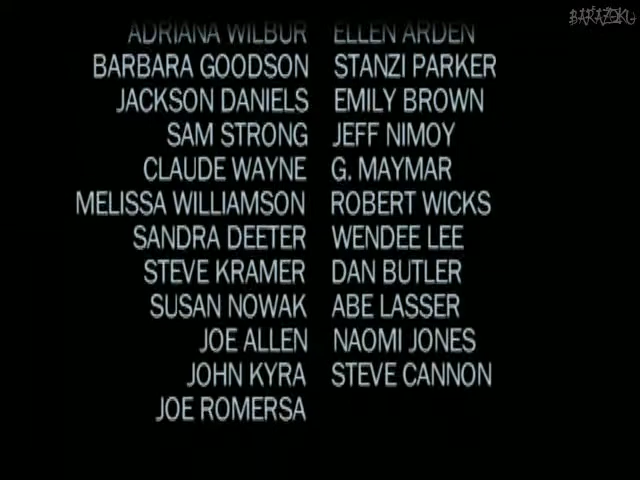 BARAZOKU
ADRIANA WILBUR ELLEN ARDEN
BARBARA GOODSON STANZI PARKER
JACKSON DANIELS EMILY BROWN
SAM STRONG JEFF NIMOY
CLAUDE WAYNE G. MAYMAR
MELISSA WILLIAMSON ROBERT WICKS
SANDRA DEETER WENDEE LEE
STEVE KRAMER DAN BUTLER
SUSAN NOWAK ABE LASSER
JOE ALLEN NAOMI JONES
JOHN KYRA STEVE CANNON
JOE ROMERSA